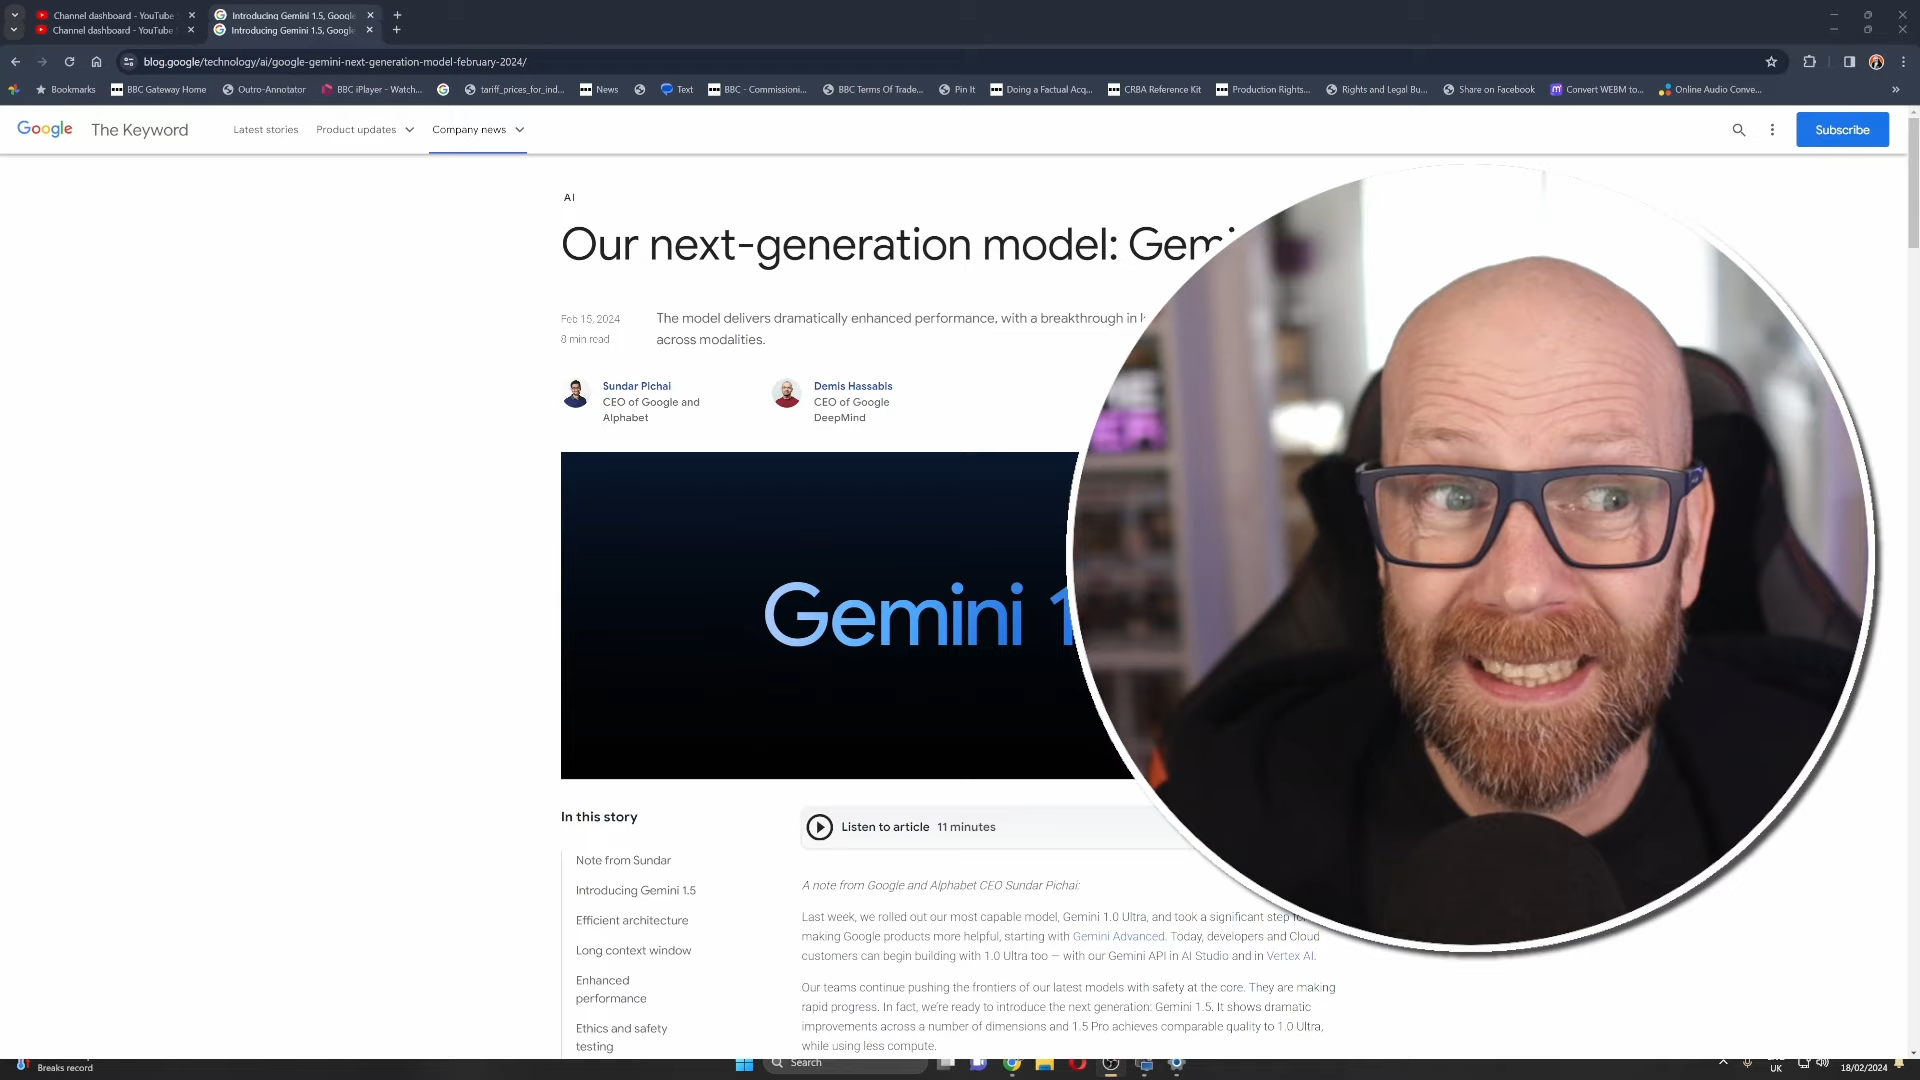 Channel dashboard - YouTube
Introducing Gemini 1.5, Google
Channel dashboard - YouTube
Introducing Gemini 1.5, Google
blog.google/technology/ai/google-gemini-next-generation-model-february-2024/
Bookmarks
BBC Gateway Home
Outro-Annotator
BBC iPlayer - Watch...
tariff_prices_for_ind...
News
Text
BBC - Commissioni...
BBC Terms Of Trade...
Pin It
Doing a Factual Acq...
CRBA Reference Kit
Production Rights...
Rights and Legal Bu...
Share on Facebook
Convert WEBM to...
Online Audio Conve...
Google The Keyword
Latest stories
Product updates
Company news
Subscribe
AI
Our next-generation model: Gemi
Feb 15, 2024
8 min read
The model delivers dramatically enhanced performance, with a breakthrough in l
across modalities.
Sundar Pichai
CEO of Google and
Alphabet
Demis Hassabis
CEO of Google
DeepMind
Gemini 1
In this story
Note from Sundar
Introducing Gemini 1.5
Efficient architecture
Long context window
Enhanced
performance
Ethics and safety
testing
Listen to article 11 minutes
A note from Google and Alphabet CEO Sundar Pichai:
Last week, we rolled out our most capable model, Gemini 1.0 Ultra, and took a significant step
making Google products more helpful, starting with Gemini Advanced. Today, developers and Cloud
customers can begin building with 1.0 Ultra too — with our Gemini API in AI Studio and in Vertex AI.
Our teams continue pushing the frontiers of our latest models with safety at the core. They are making
rapid progress. In fact, we're ready to introduce the next generation: Gemini 1.5. It shows dramatic
improvements across a number of dimensions and 1.5 Pro achieves comparable quality to 1.0 Ultra,
while using less compute.
Breaks record
Search
UK
18/02/2024